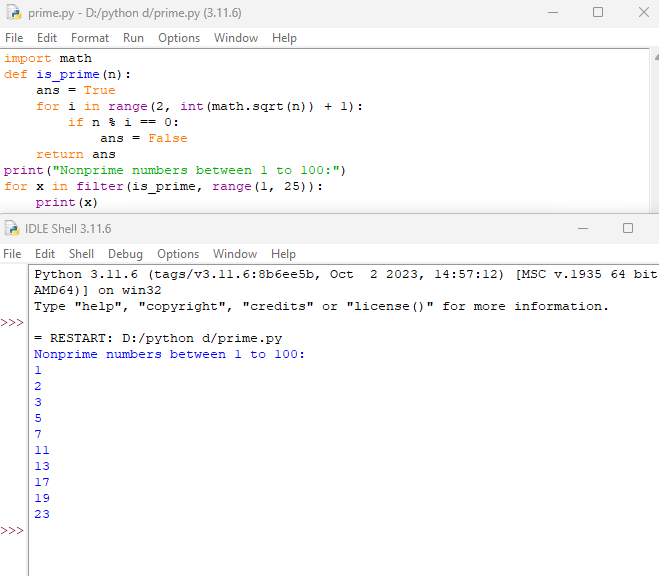 prime.py - D:/python d/prime.py (3.11.6)
File Edit Format Run Options Window Help
import math
def is_prime(n):
    ans = True
    for i in range(2, int(math.sqrt(n)) + 1):
        if n % i == 0:
            ans = False
    return ans
print("Nonprime numbers between 1 to 100:")
for x in filter(is_prime, range(1, 25)):
    print(x)
IDLE Shell 3.11.6
File Edit Shell Debug Options Window Help
Python 3.11.6 (tags/v3.11.6:8b6ee5b, Oct  2 2023, 14:57:12) [MSC v.1935 64 bit
AMD64)] on win32
Type "help", "copyright", "credits" or "license()" for more information.
>>>
= RESTART: D:/python d/prime.py
Nonprime numbers between 1 to 100:
1
2
3
5
7
11
13
17
19
23
>>>